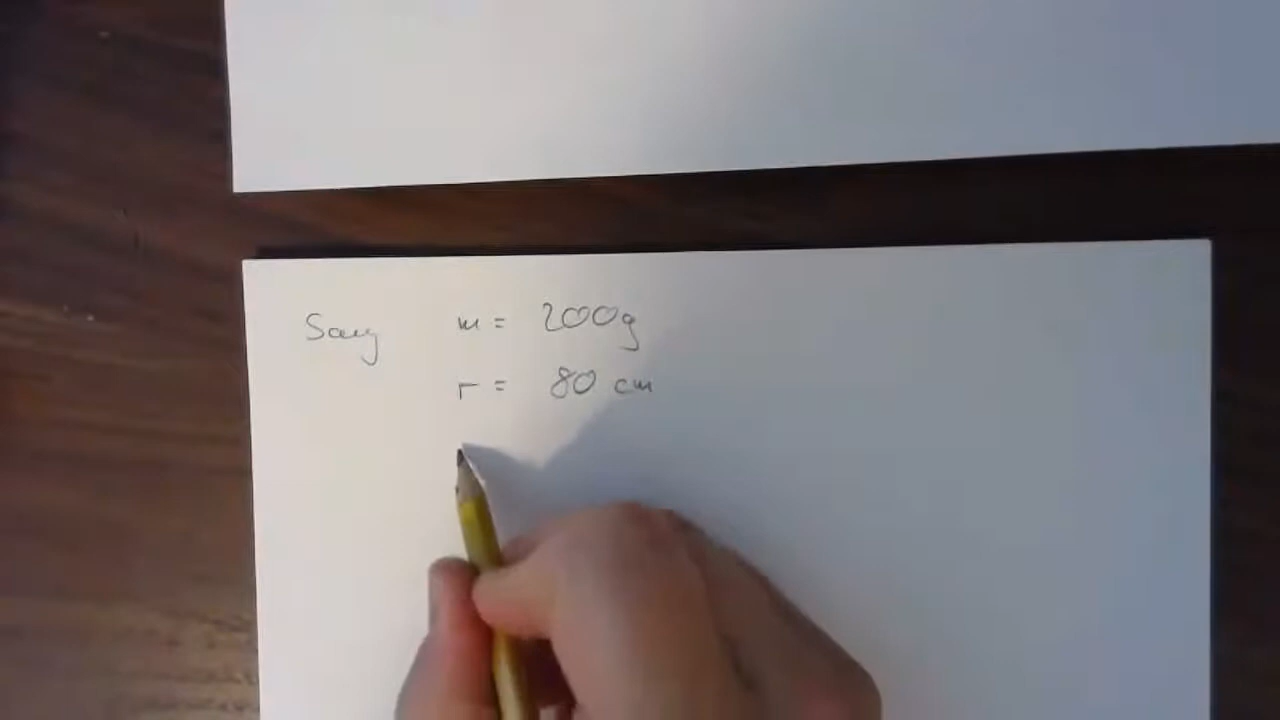 Say m = 200g
r = 80 cm